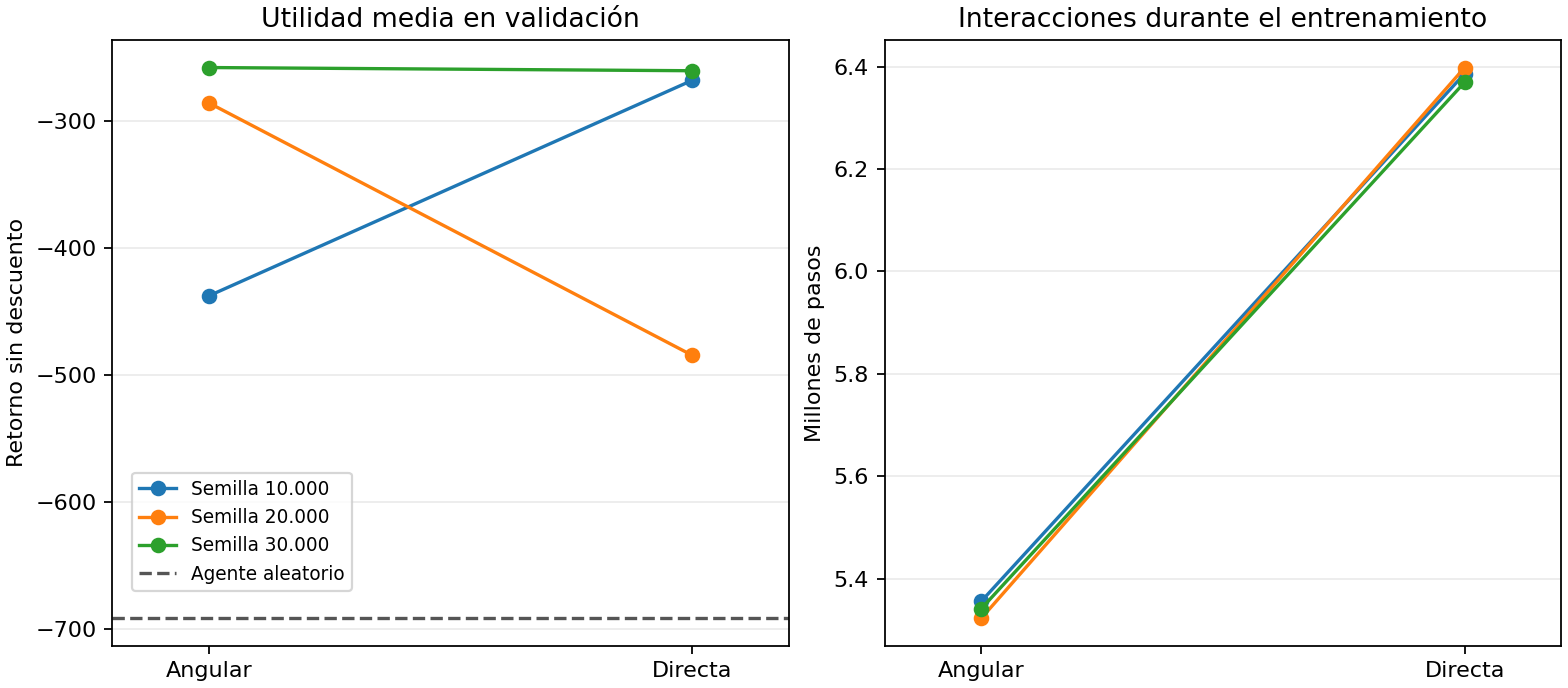 Utilidad media en validación
Retorno sin descuento
−300
−400
−500
−600
−700
Semilla 10.000
Semilla 20.000
Semilla 30.000
Agente aleatorio
Angular
Directa
Interacciones durante el entrenamiento
Millones de pasos
6.4
6.2
6.0
5.8
5.6
5.4
Angular
Directa